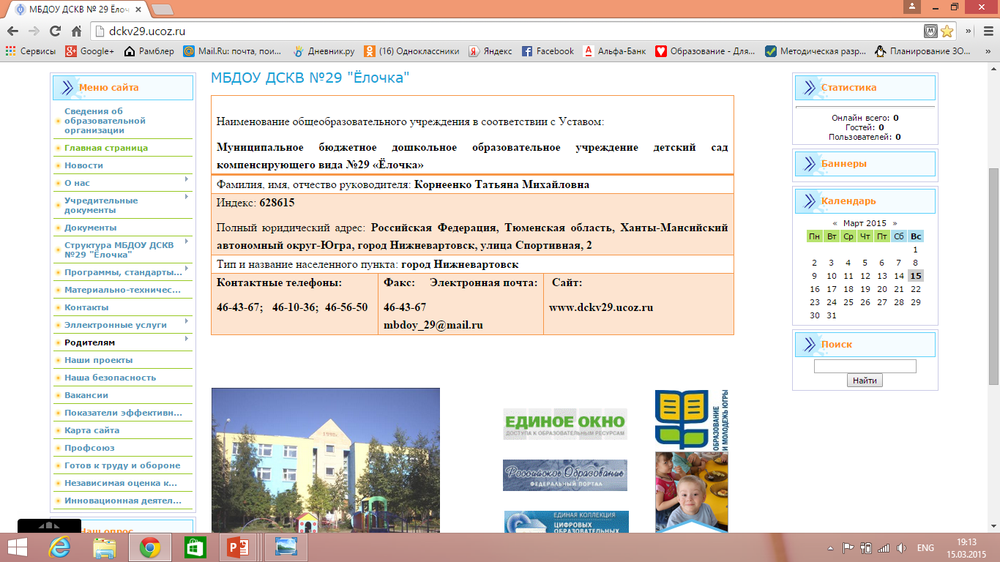 МБДОУ ДСКВ № 29 Ёлоч
dckv29.ucoz.ru
Сервисы Google+ Рамблер Mail.Ru: почта, пои... Дневник.ру (16) Одноклассники Яндекс Facebook Альфа-Банк Образование - Для... Методическая разр... Планирование ЗО... »
Меню сайта
Сведения об
образовательной
организации
Главная страница
Новости
О нас
Учредительные
документы
Документы
Структура МБДОУ ДСКВ
№29 "Ёлочка"
Программы, стандарты...
Материально-техничес...
Контакты
Эллектронные услуги
Родителям
Наши проекты
Наша безопасность
Вакансии
Показатели эффективн...
Карта сайта
Профсоюз
Готов к труду и обороне
Независимая оценка к...
Инновационная деятел...
Наш опрос
МБДОУ ДСКВ №29 "Ёлочка"
Наименование общеобразовательного учреждения в соответствии с Уставом:
Муниципальное бюджетное дошкольное образовательное учреждение детский сад
компенсирующего вида №29 «Ёлочка»
Фамилия, имя, отчество руководителя: Корнеенко Татьяна Михайловна
Индекс: 628615
Полный юридический адрес: Российская Федерация, Тюменская область, Ханты-Мансийский
автономный округ-Югра, город Нижневартовск, улица Спортивная, 2
Тип и название населенного пункта: город Нижневартовск
Контактные телефоны:
46-43-67; 46-10-36; 46-56-50
Факс: Электронная почта:
46-43-67
mbdoy_29@mail.ru
Сайт:
www.dckv29.ucoz.ru
1990г
ЕДИНОЕ ОКНО
ДОСТУПА К ОБРАЗОВАТЕЛЬНЫМ РЕСУРСАМ
Российское Образование
ФЕДЕРАЛЬНЫЙ ПОРТАЛ
ЕДИНАЯ КОЛЛЕКЦИЯ
ЦИФРОВЫХ
ОБРАЗОВАТЕЛЬНЫХ
ОБРАЗОВАНИЕ
И МОЛОДЕЖЬ ЮГРЫ
Статистика
Онлайн всего: 0
Гостей: 0
Пользователей: 0
Баннеры
Календарь
« Март 2015 »
Пн Вт Ср Чт Пт Сб Вс
1
2 3 4 5 6 7 8
9 10 11 12 13 14 15
16 17 18 19 20 21 22
23 24 25 26 27 28 29
30 31
Поиск
Найти
ENG
19:13
15.03.2015